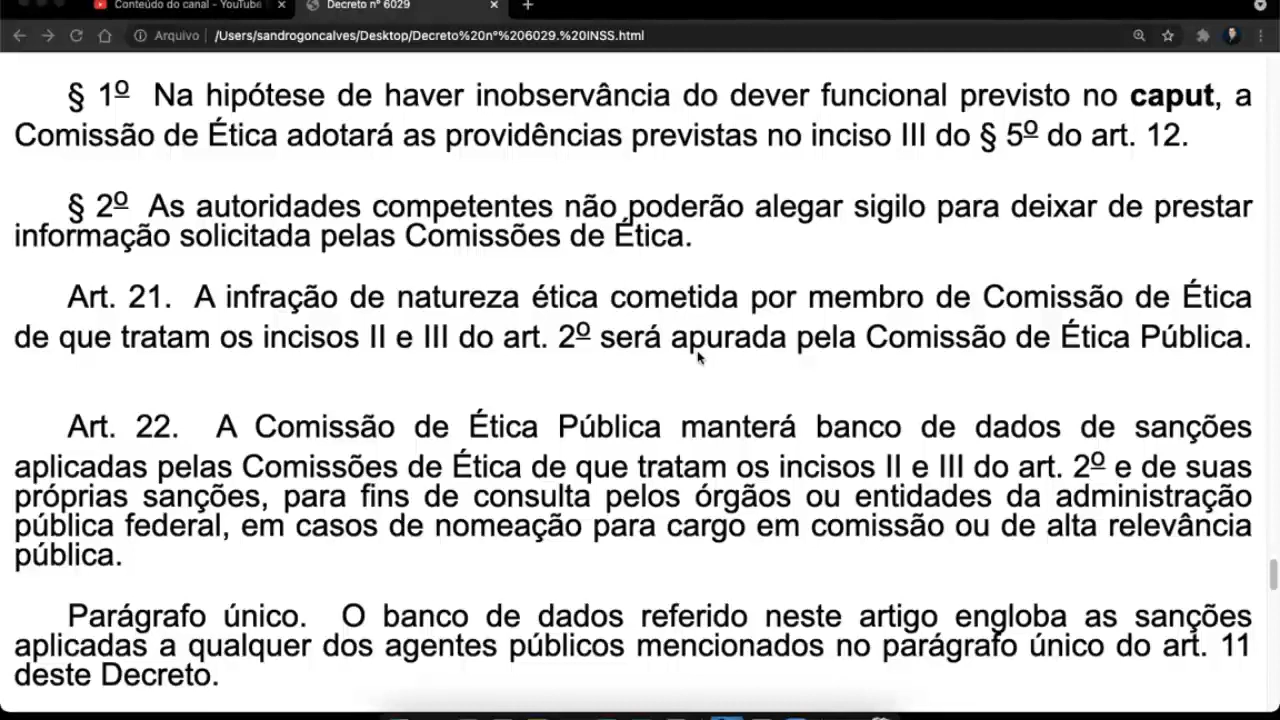 Conteúdo do canal - YouTube
Decreto nº 6029
Arquivo
/Users/sandrogoncalves/Desktop/Decreto%20n°%206029.%20INSS.html
§ 1º Na hipótese de haver inobservância do dever funcional previsto no caput, a
Comissão de Ética adotará as providências previstas no inciso III do § 5º do art. 12.
§ 2º As autoridades competentes não poderão alegar sigilo para deixar de prestar
informação solicitada pelas Comissões de Ética.
Art. 21. A infração de natureza ética cometida por membro de Comissão de Ética
de que tratam os incisos II e III do art. 2º será apurada pela Comissão de Ética Pública.
Art. 22. A Comissão de Ética Pública manterá banco de dados de sanções
aplicadas pelas Comissões de Ética de que tratam os incisos II e III do art. 2º e de suas
próprias sanções, para fins de consulta pelos órgãos ou entidades da administração
pública federal, em casos de nomeação para cargo em comissão ou de alta relevância
pública.
Parágrafo único. O banco de dados referido neste artigo engloba as sanções
aplicadas a qualquer dos agentes públicos mencionados no parágrafo único do art. 11
deste Decreto.